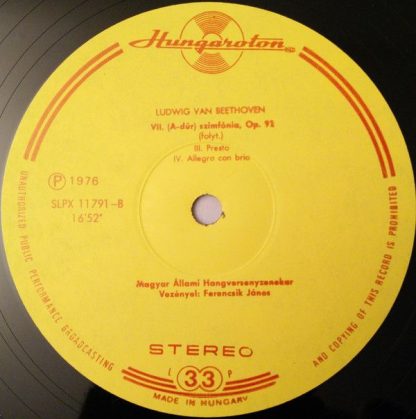 Hungaroton
LUDWIG VAN BEETHOVEN
VII. (A-dúr) szimfónia, Op. 92
(folyt.)
III. Presto
IV. Allegro con brio
Ⓟ 1976
SLPX 11791-B
16'52"
Magyar Állami Hangversenyzenekar
Vezényel: Ferencsik János
STEREO
L 33 P
MADE IN HUNGARY
UNAUTHORIZED PUBLIC PERFORMANCE BROADCASTING
AND COPYING OF THIS RECORD IS PROHIBITED